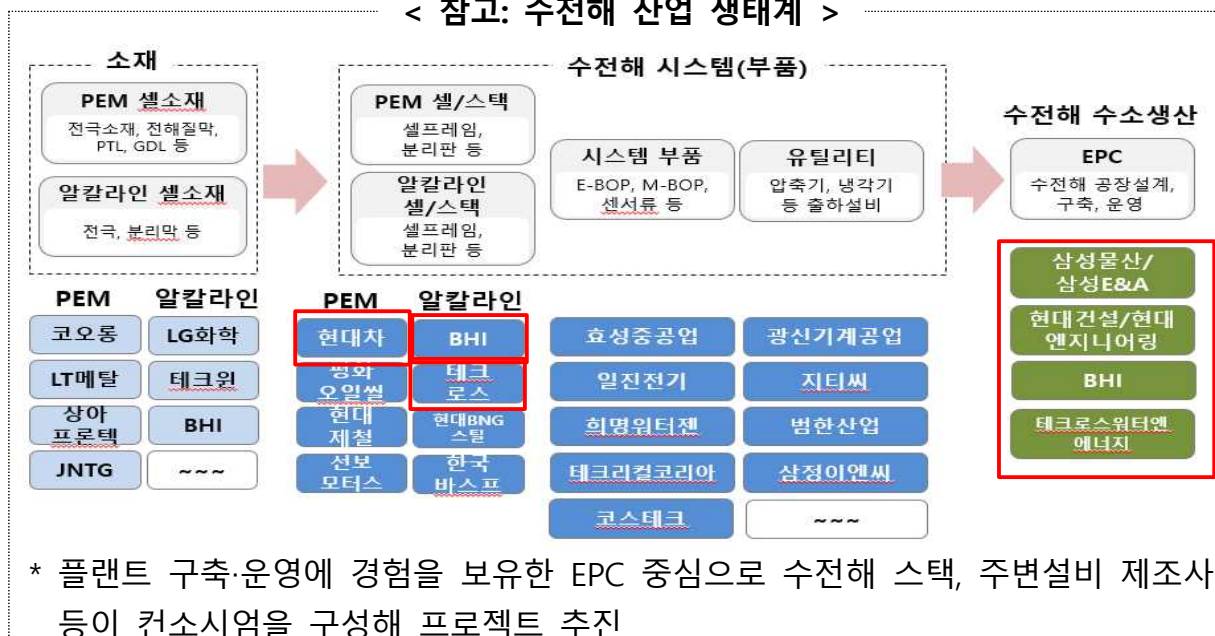 < 참고: 수전해 산업 생태계 >
소재
PEM 셀소재
전극소재, 전해질막,
PTL, GDL 등
알칼라인 셀소재
전극, 분리막 등
수전해 시스템(부품)
PEM 셀/스택
셀프레임,
분리판 등
알칼라인
셀/스택
셀프레임,
분리판 등
시스템 부품
E-BOP, M-BOP,
센서류 등
유틸리티
압축기, 냉각기
등 출하설비
수전해 수소생산
EPC
수전해 공장설계,
구축, 운영
PEM 알칼라인
코오롱 LG화학
LT메탈 테크윈
상아
프론텍
BHI
JNTG ~~~
PEM 알칼라인
현대차 BHI
평화
오일씰
테크
로스
현대
제철
현대BNG
스틸
선보
모터스
한국
바스프
효성중공업 광신기계공업
일진전기 지티씨
희명워터젠 범한산업
테크리컬코리아 삼정이엔씨
코스테크 ~~~
삼성물산/
삼성E&A
현대건설/현대
엔지니어링
BHI
테크로스워터앤
에너지
* 플랜트 구축·운영에 경험을 보유한 EPC 중심으로 수전해 스택, 주변설비 제조사
등이 컨소시엄을 구성해 프로젝트 추진